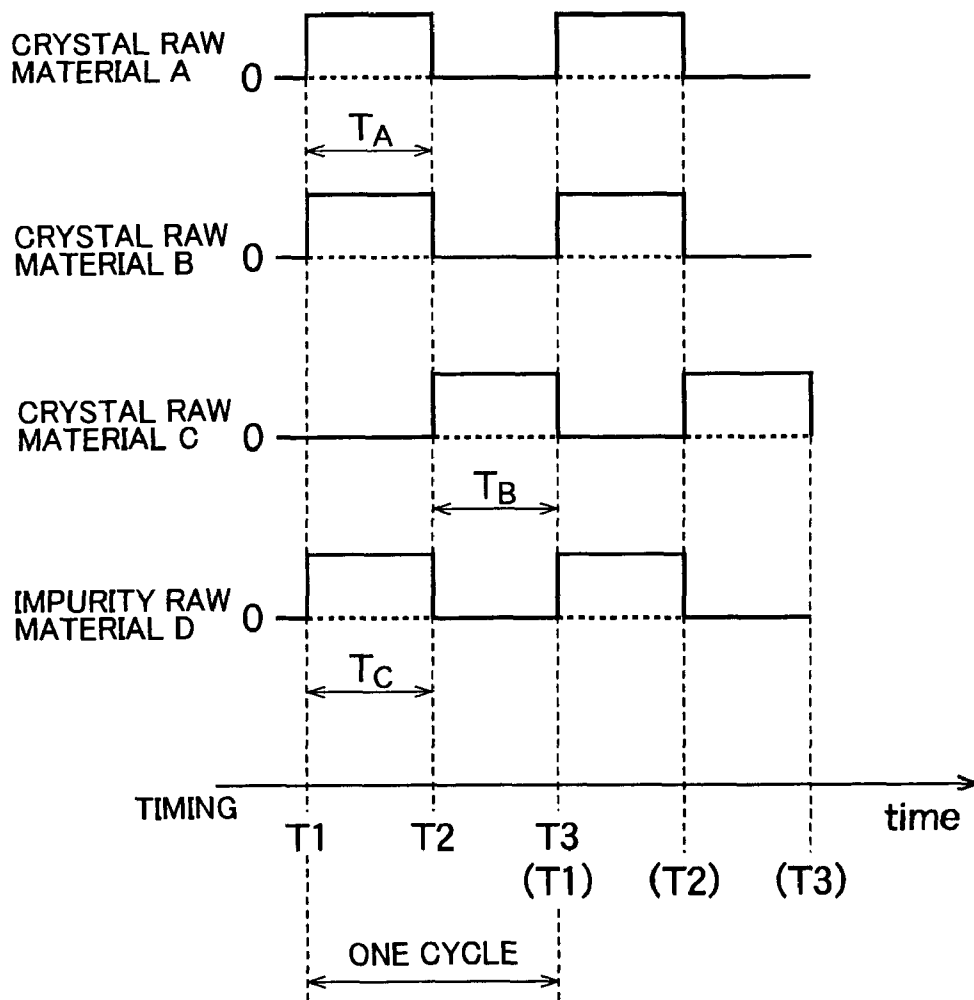 CRYSTAL RAW
MATERIAL A
0
TA
CRYSTAL RAW
MATERIAL B
0
CRYSTAL RAW
MATERIAL C
0
TB
IMPURITY RAW
MATERIAL D
0
TC
TIMING
time
T1 T2 T3
(T1) (T2) (T3)
ONE CYCLE